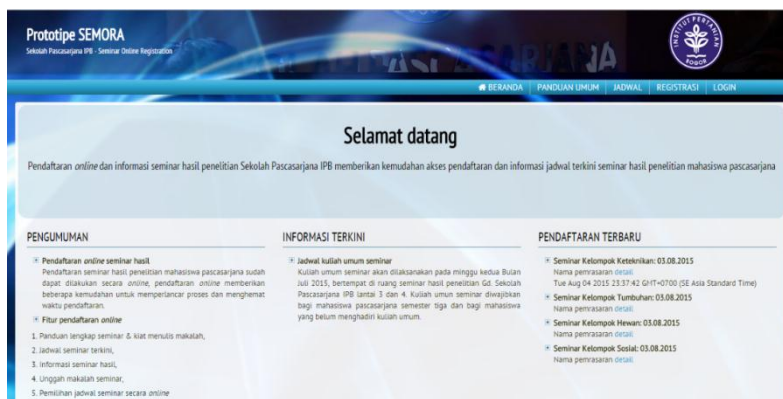 Prototipe SEMORA
Sekolah Pascasarjana IPB - Seminar Online Registration
INSTITUT PERTANIAN
BOGOR
BERANDA PANDUAN UMUM JADWAL REGISTRASI LOGIN
Selamat datang
Pendaftaran online dan informasi seminar hasil penelitian Sekolah Pascasarjana IPB memberikan kemudahan akses pendaftaran dan informasi jadwal terkini seminar hasil penelitian mahasiswa pascasarjana
PENGUMUMAN
Pendaftaran online seminar hasil
Pendaftaran seminar hasil penelitian mahasiswa pascasarjana sudah
dapat dilakukan secara online, pendaftaran online memberikan
beberapa kemudahan untuk memperlancar proses dan menghemat
waktu pendaftaran.
Fitur pendaftaran online
1. Panduan lengkap seminar & kiat menulis makalah,
2. Jadwal seminar terkini,
3. Informasi seminar hasil,
4. Unggah makalah seminar,
5. Pemilihan jadwal seminar secara online
INFORMASI TERKINI
Jadwal kuliah umum seminar
Kuliah umum seminar akan dilaksanakan pada minggu kedua Bulan
Juli 2015, bertempat di ruang seminar hasil penelitian Gd. Sekolah
Pascasarjana IPB lantai 3 dan 4. Kuliah umum seminar diwajibkan
bagi mahasiswa pascasarjana semester tiga dan bagi mahasiswa
yang belum menghadiri kuliah umum.
PENDAFTARAN TERBARU
Seminar Kelompok Keteknikan: 03.08.2015
Nama pemrasaran detail
Tue Aug 04 2015 23:37:42 GMT+0700 (SE Asia Standard Time)
Seminar Kelompok Tumbuhan: 03.08.2015
Nama pemrasaran detail
Seminar Kelompok Hewan: 03.08.2015
Nama pemrasaran detail
Seminar Kelompok Sosial: 03.08.2015
Nama pemrasaran detail